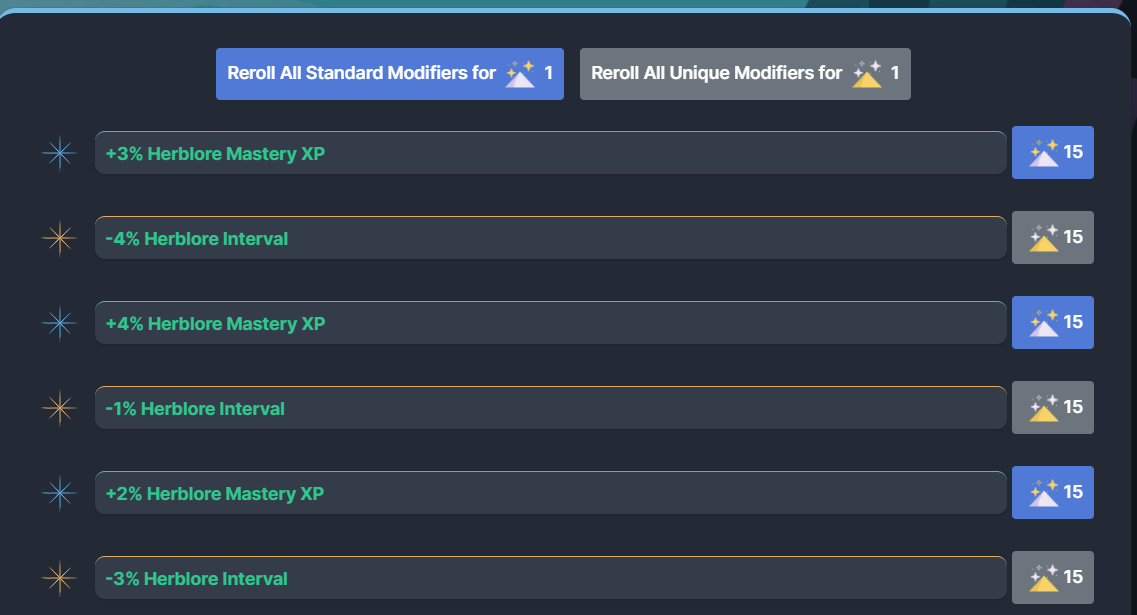 Reroll All Standard Modifiers for 1
Reroll All Unique Modifiers for 1
+3% Herblore Mastery XP 15
-4% Herblore Interval 15
+4% Herblore Mastery XP 15
-1% Herblore Interval 15
+2% Herblore Mastery XP 15
-3% Herblore Interval 15